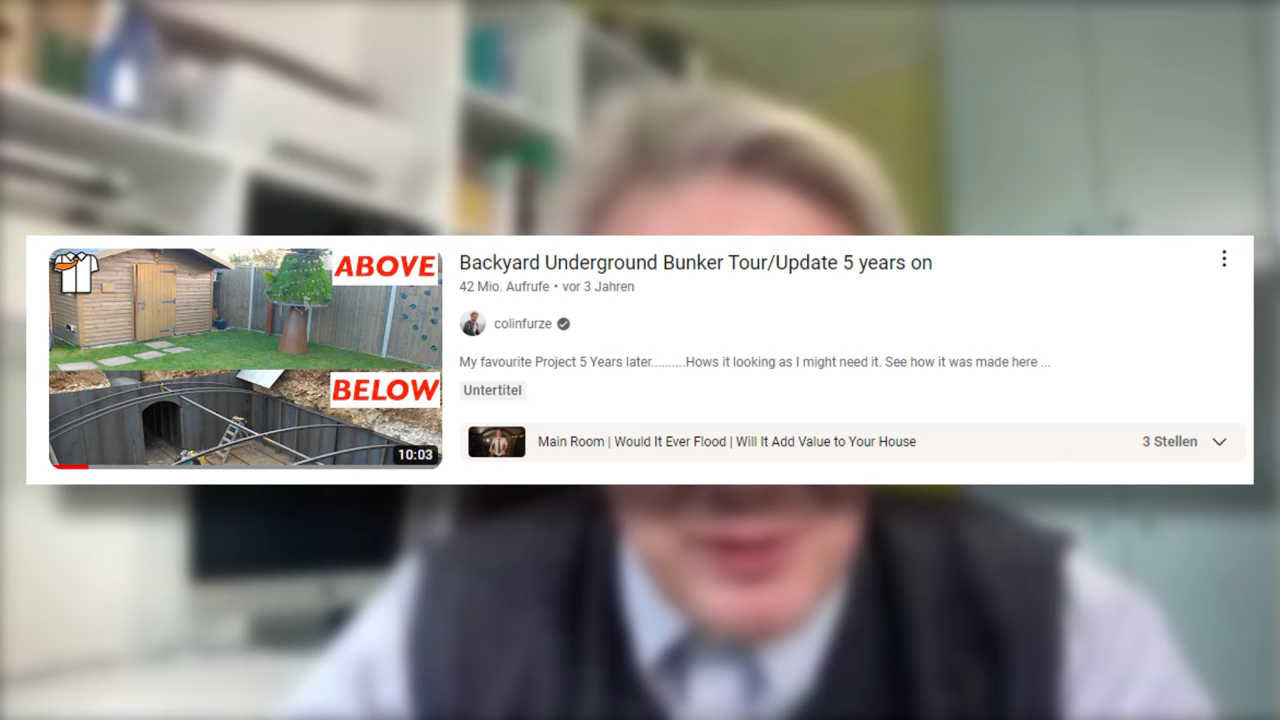 ABOVE
BELOW
10:03
Backyard Underground Bunker Tour/Update 5 years on
42 Mio. Aufrufe • vor 3 Jahren
colinfurze
My favourite Project 5 Years later..........Hows it looking as I might need it. See how it was made here ...
Untertitel
Main Room | Would It Ever Flood | Will It Add Value to Your House
3 Stellen